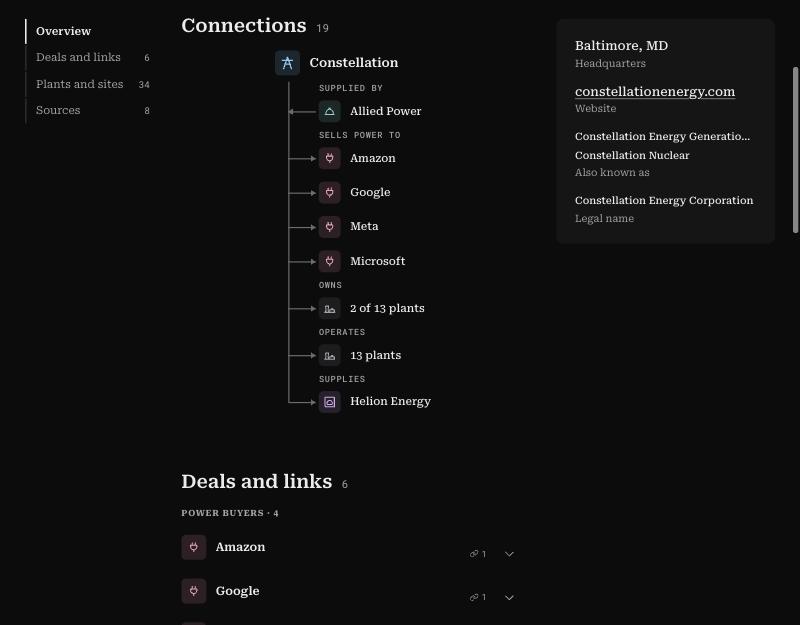 Overview
Deals and links 6
Plants and sites 34
Sources 8
Connections 19
Constellation
SUPPLIED BY
Allied Power
SELLS POWER TO
Amazon
Google
Meta
Microsoft
OWNS
2 of 13 plants
OPERATES
13 plants
SUPPLIES
Helion Energy
Deals and links 6
POWER BUYERS · 4
Amazon
1
Google
1
Baltimore, MD
Headquarters
constellationenergy.com
Website
Constellation Energy Generatio...
Constellation Nuclear
Also known as
Constellation Energy Corporation
Legal name